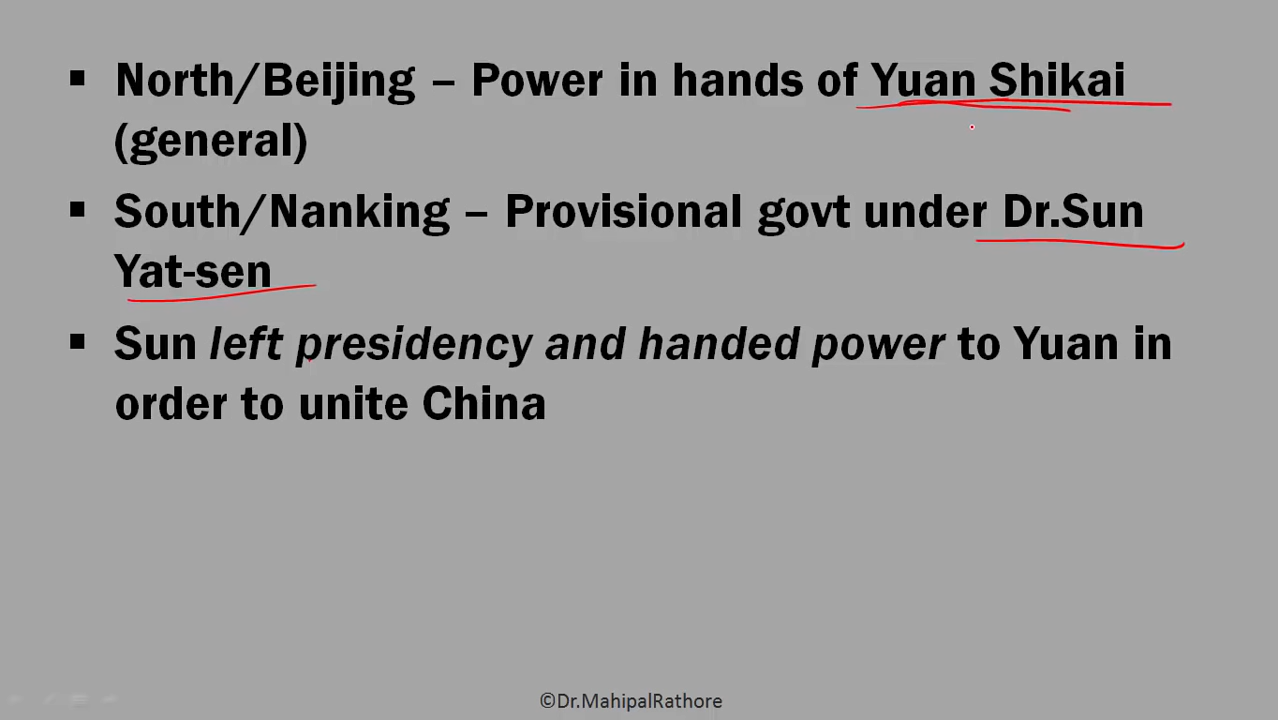 ▪ North/Beijing – Power in hands of Yuan Shikai
(general)
▪ South/Nanking – Provisional govt under Dr.Sun
Yat-sen
▪ Sun left presidency and handed power to Yuan in
order to unite China
©Dr.MahipalRathore